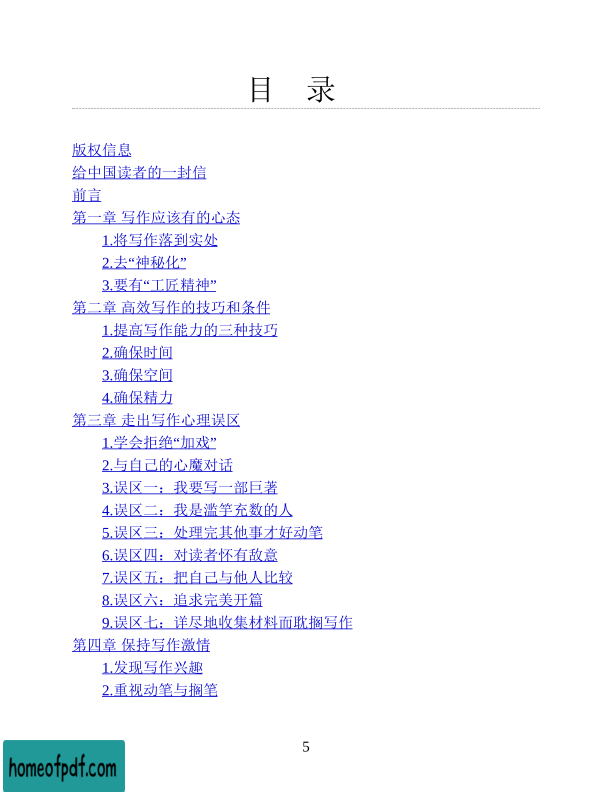 目 录
版权信息
给中国读者的一封信
前言
第一章 写作应该有的心态
1.将写作落到实处
2.去“神秘化”
3.要有“工匠精神”
第二章 高效写作的技巧和条件
1.提高写作能力的三种技巧
2.确保时间
3.确保空间
4.确保精力
第三章 走出写作心理误区
1.学会拒绝“加戏”
2.与自己的心魔对话
3.误区一：我要写一部巨著
4.误区二：我是滥竽充数的人
5.误区三：处理完其他事才好动笔
6.误区四：对读者怀有敌意
7.误区五：把自己与他人比较
8.误区六：追求完美开篇
9.误区七：详尽地收集材料而耽搁写作
第四章 保持写作激情
1.发现写作兴趣
2.重视动笔与搁笔
5
homeofpdf.com